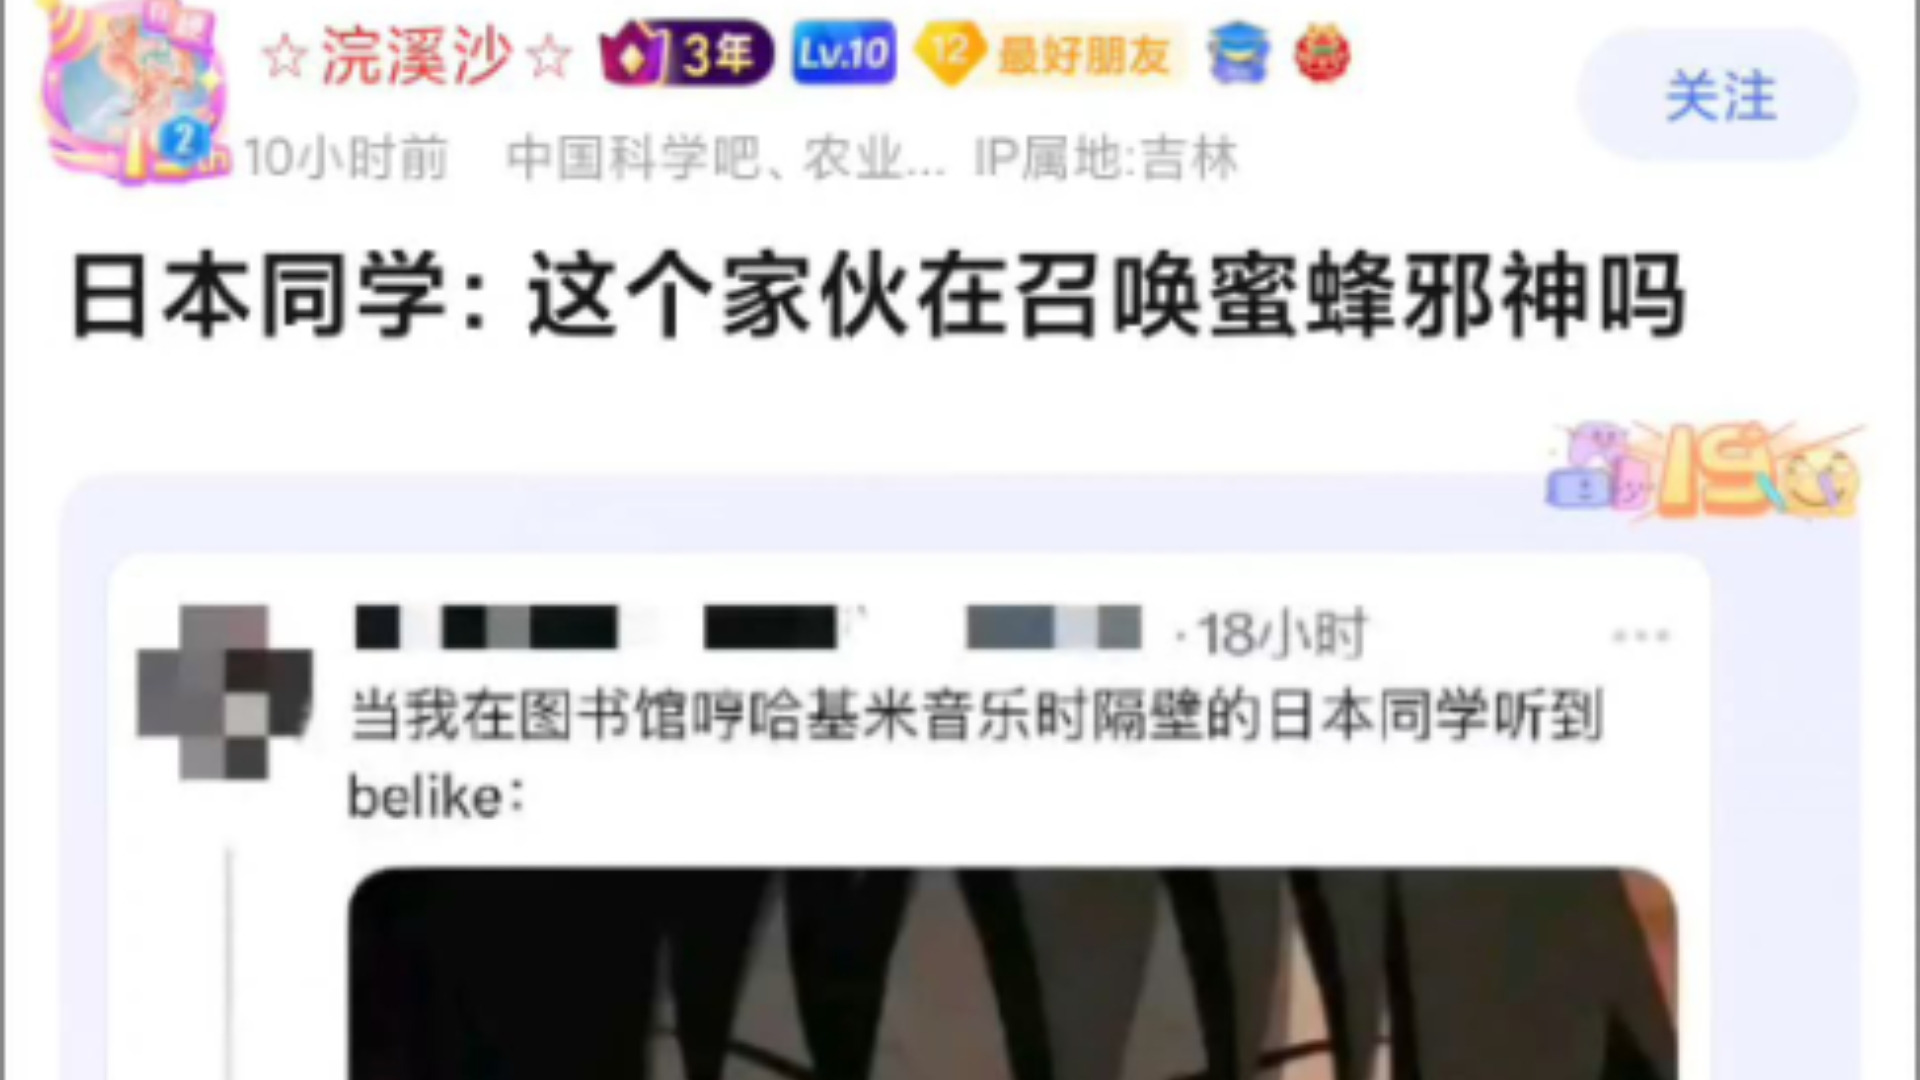 ☆浣溪沙☆ 3年 Lv.10 12 最好朋友
关注
2
10小时前 中国科学吧、农业... IP属地:吉林
日本同学：这个家伙在召唤蜜蜂邪神吗
19
·18小时 ...
当我在图书馆哼哈基米音乐时隔壁的日本同学听到
belike：